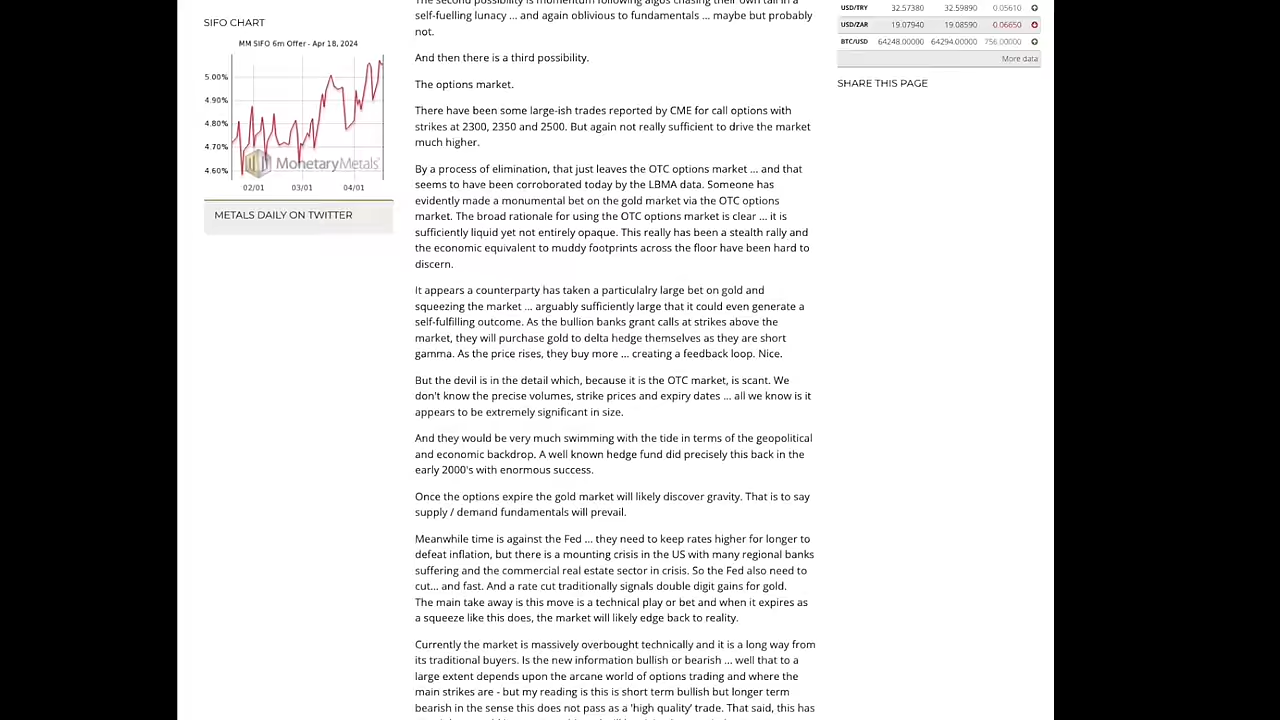 SIFO CHART
MM SIFO 6m Offer - Apr 18, 2024
5.00%
4.90%
4.80%
4.70%
4.60%
MonetaryMetals
02/01
03/01
04/01
METALS DAILY ON TWITTER
The second possibility is momentum following algos chasing their own tail in a
self-fuelling lunacy ... and again oblivious to fundamentals ... maybe but probably
not.
And then there is a third possibility.
The options market.
There have been some large-ish trades reported by CME for call options with
strikes at 2300, 2350 and 2500. But again not really sufficient to drive the market
much higher.
By a process of elimination, that just leaves the OTC options market ... and that
seems to have been corroborated today by the LBMA data. Someone has
evidently made a monumental bet on the gold market via the OTC options
market. The broad rationale for using the OTC options market is clear ... it is
sufficiently liquid yet not entirely opaque. This really has been a stealth rally and
the economic equivalent to muddy footprints across the floor have been hard to
discern.
It appears a counterparty has taken a particulalry large bet on gold and
squeezing the market ... arguably sufficiently large that it could even generate a
self-fulfilling outcome. As the bullion banks grant calls at strikes above the
market, they will purchase gold to delta hedge themselves as they are short
gamma. As the price rises, they buy more ... creating a feedback loop. Nice.
But the devil is in the detail which, because it is the OTC market, is scant. We
don't know the precise volumes, strike prices and expiry dates ... all we know is it
appears to be extremely significant in size.
And they would be very much swimming with the tide in terms of the geopolitical
and economic backdrop. A well known hedge fund did precisely this back in the
early 2000's with enormous success.
Once the options expire the gold market will likely discover gravity. That is to say
supply / demand fundamentals will prevail.
Meanwhile time is against the Fed ... they need to keep rates higher for longer to
defeat inflation, but there is a mounting crisis in the US with many regional banks
suffering and the commercial real estate sector in crisis. So the Fed also need to
cut... and fast. And a rate cut traditionally signals double digit gains for gold.
The main take away is this move is a technical play or bet and when it expires as
a squeeze like this does, the market will likely edge back to reality.
Currently the market is massively overbought technically and it is a long way from
its traditional buyers. Is the new information bullish or bearish ... well that to a
large extent depends upon the arcane world of options trading and where the
main strikes are - but my reading is this is short term bullish but longer term
bearish in the sense this does not pass as a 'high quality' trade. That said, this has
USD/TRY 32.57380 32.59890 0.05610
USD/ZAR 19.07940 19.08590 0.06650
BTC/USD 64248.00000 64294.00000 756.00000
More data
SHARE THIS PAGE